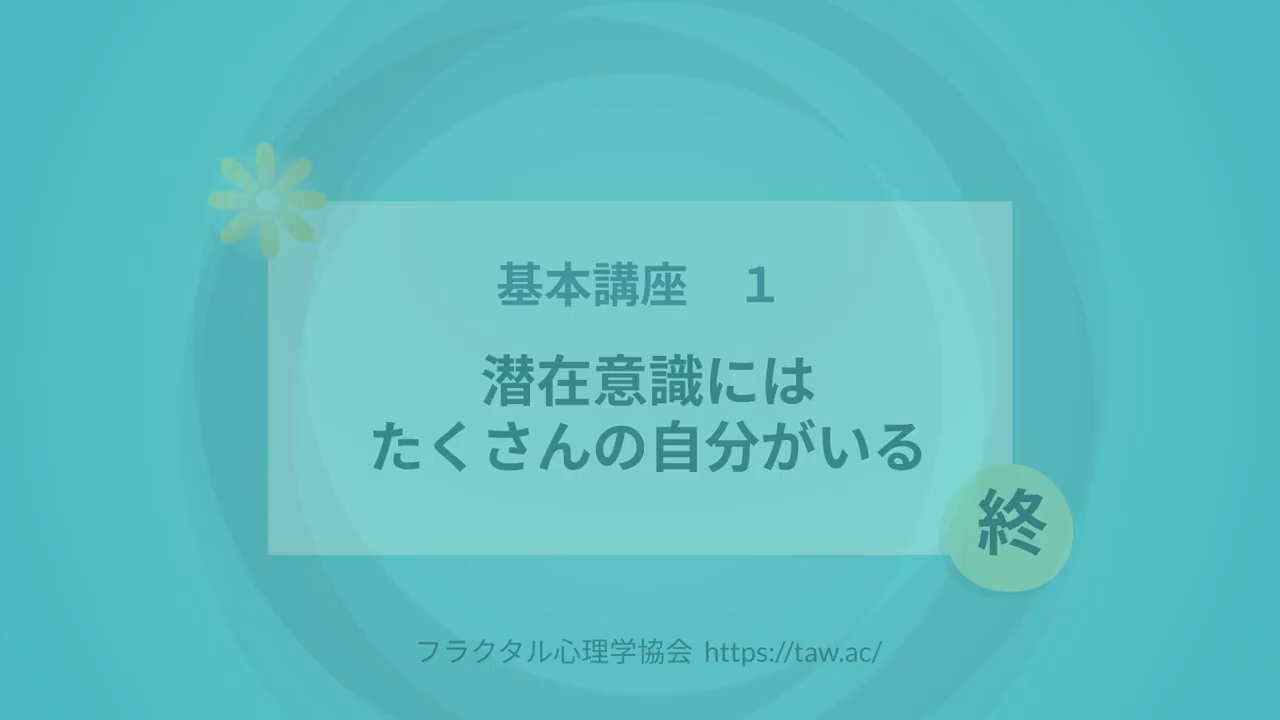 基本講座　１
潜在意識には
たくさんの自分がいる
終
フラクタル心理学協会 https://taw.ac/